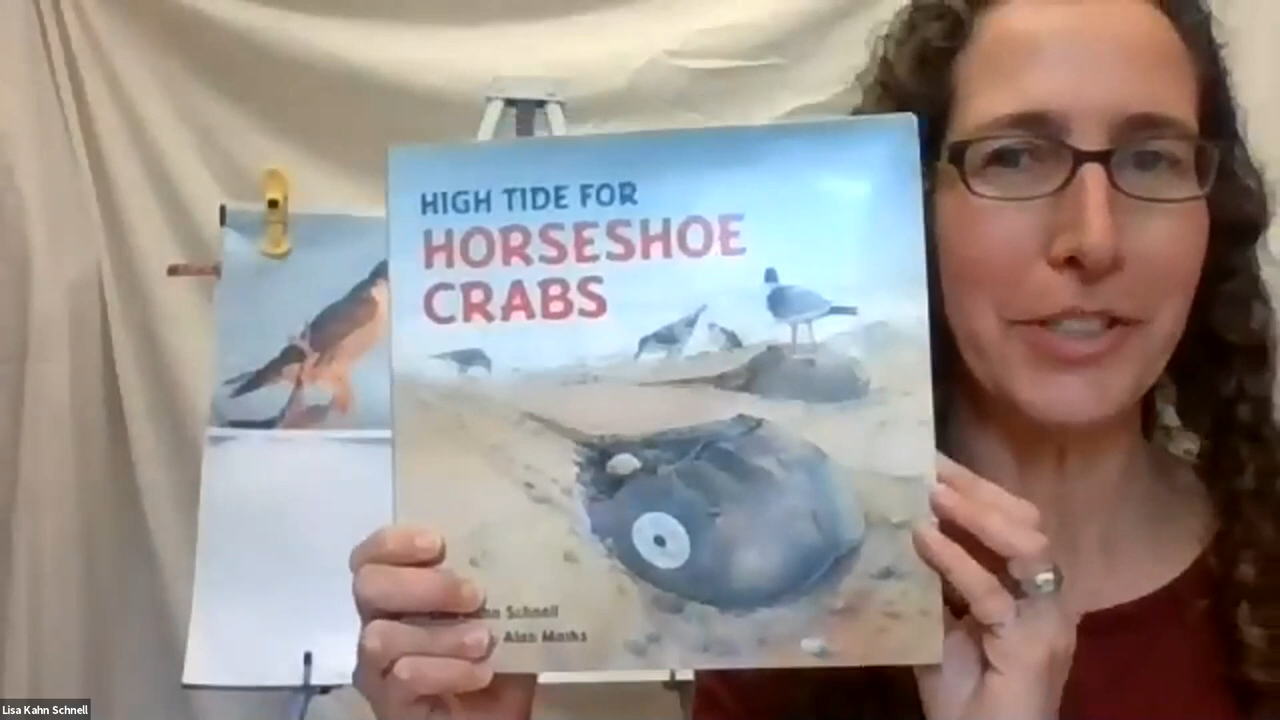 HIGH TIDE FOR
HORSESHOE
CRABS
Schnell
Alan Marks
Lisa Kahn Schnell